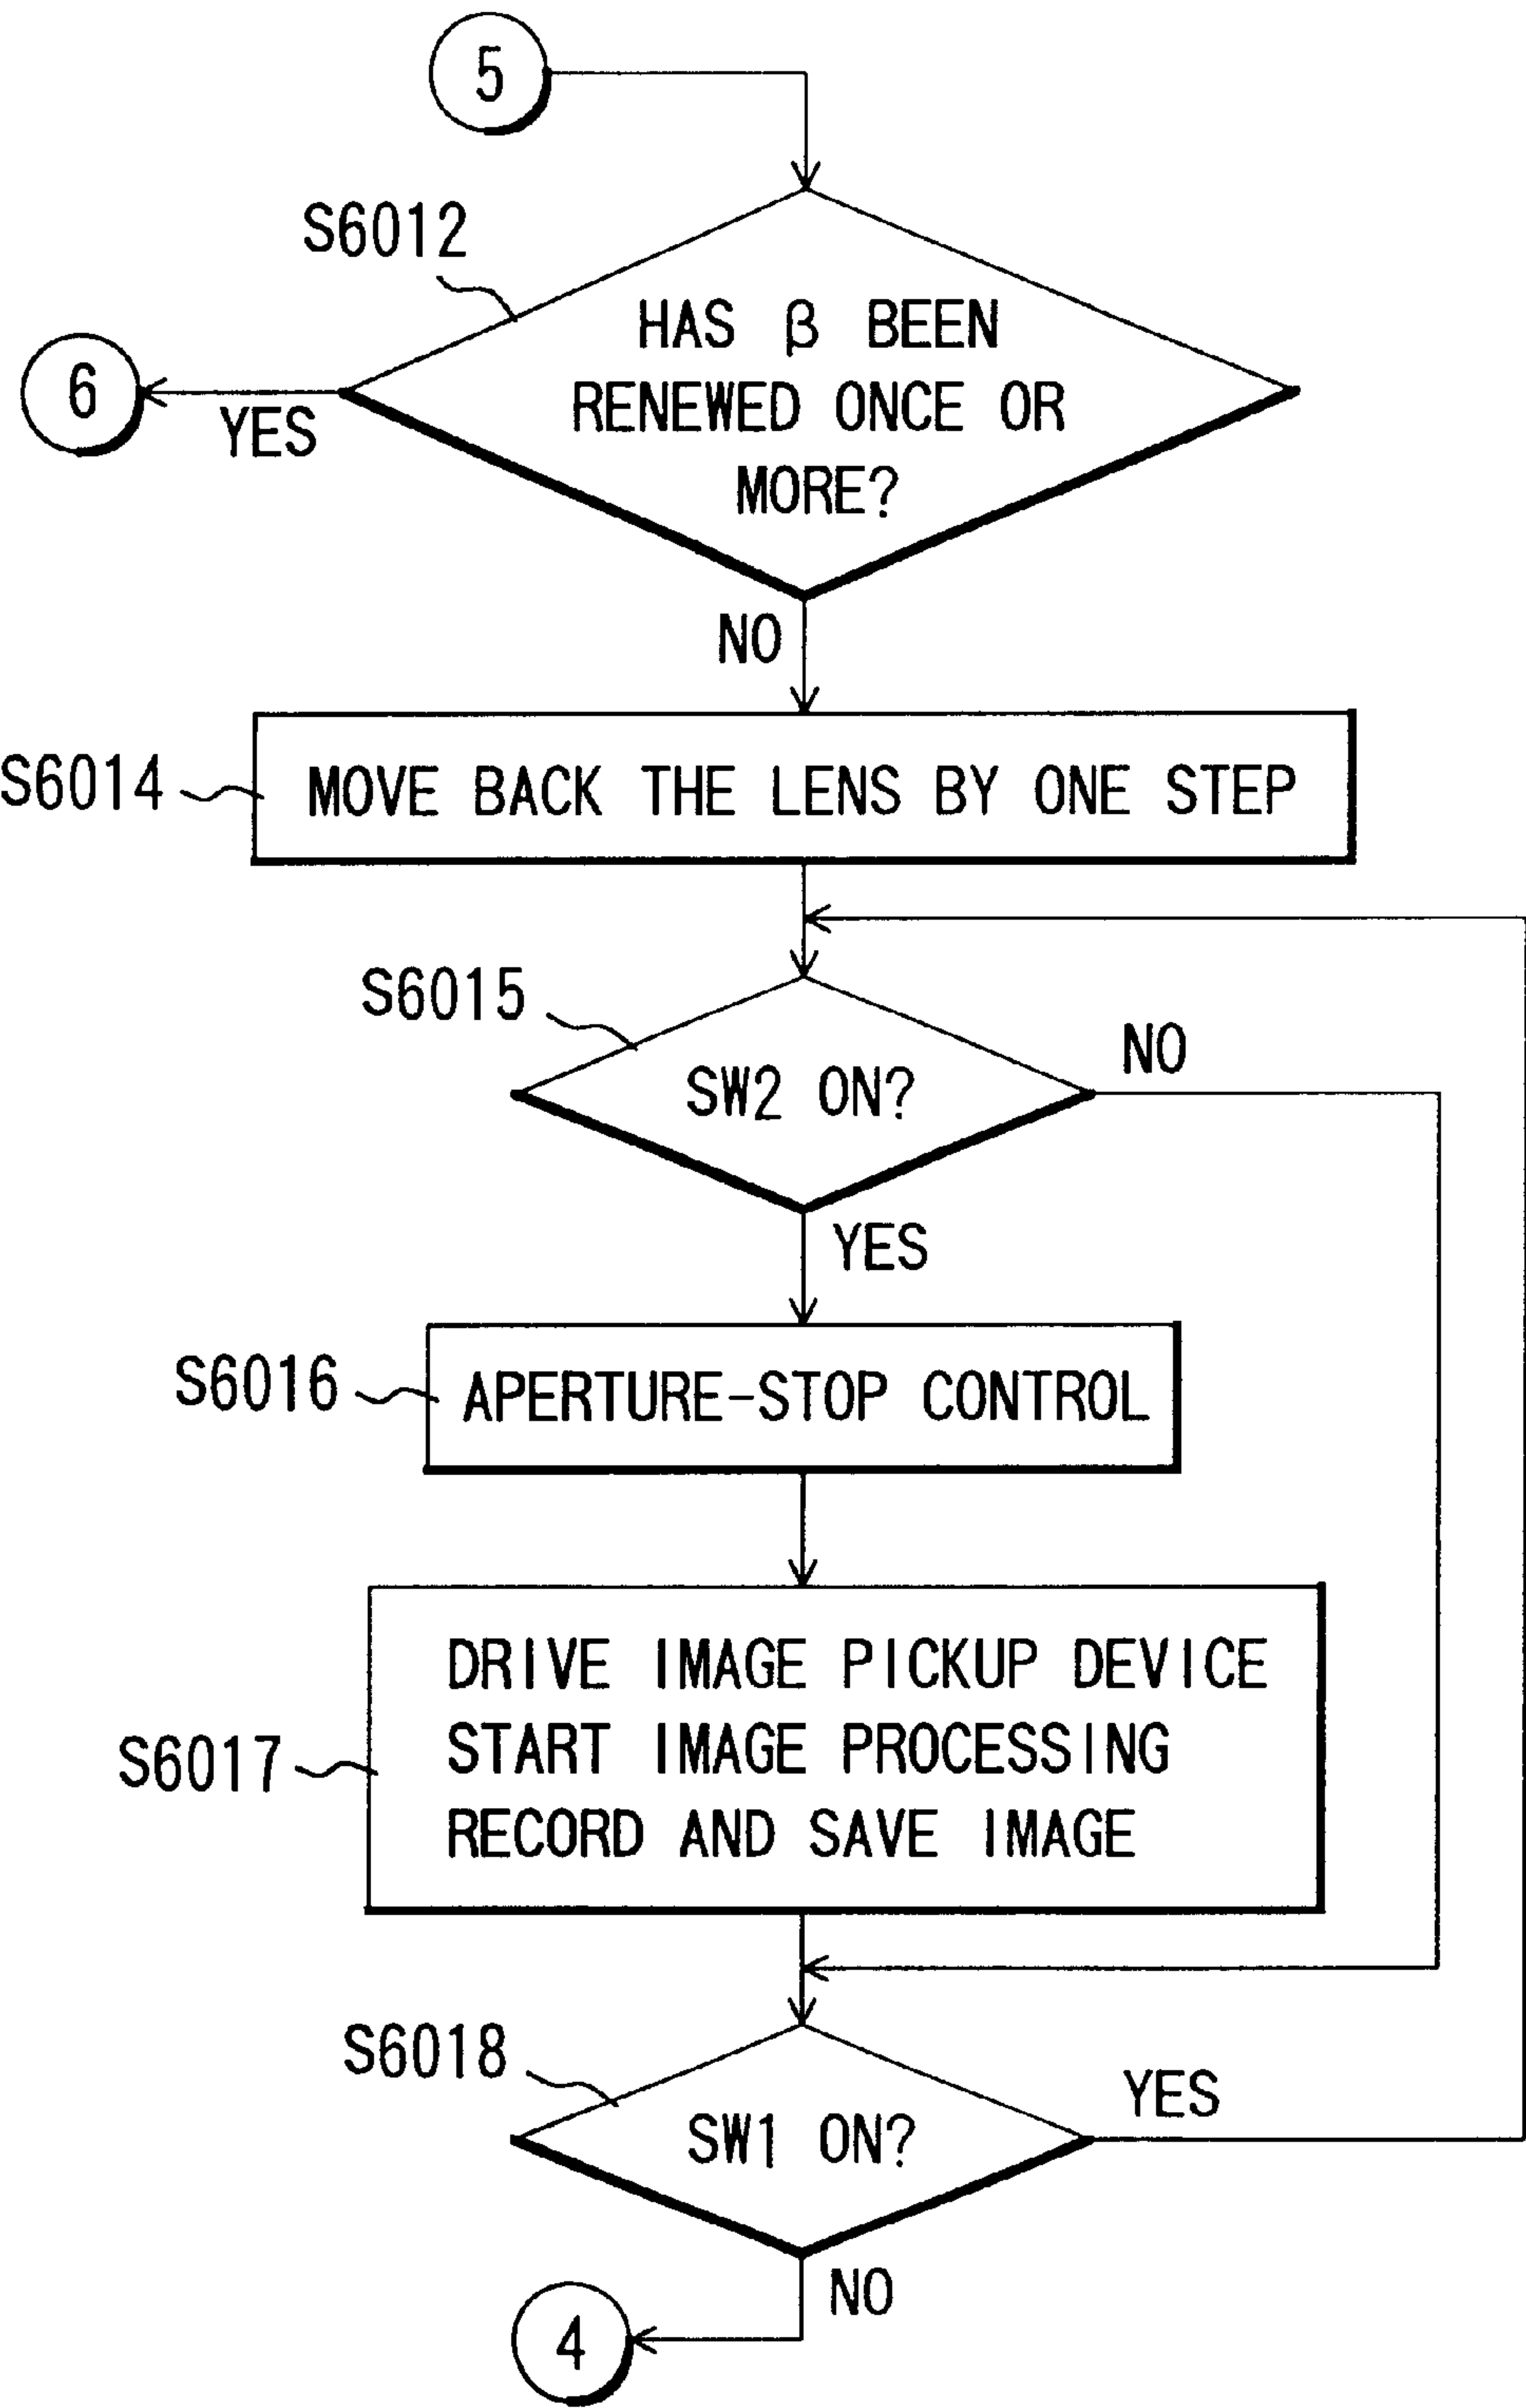 5
S6012
HAS β BEEN
RENEWED ONCE OR
MORE?
6
YES
NO
S6014
MOVE BACK THE LENS BY ONE STEP
S6015
SW2 ON?
NO
YES
S6016
APERTURE-STOP CONTROL
S6017
DRIVE IMAGE PICKUP DEVICE
START IMAGE PROCESSING
RECORD AND SAVE IMAGE
S6018
SW1 ON?
YES
NO
4